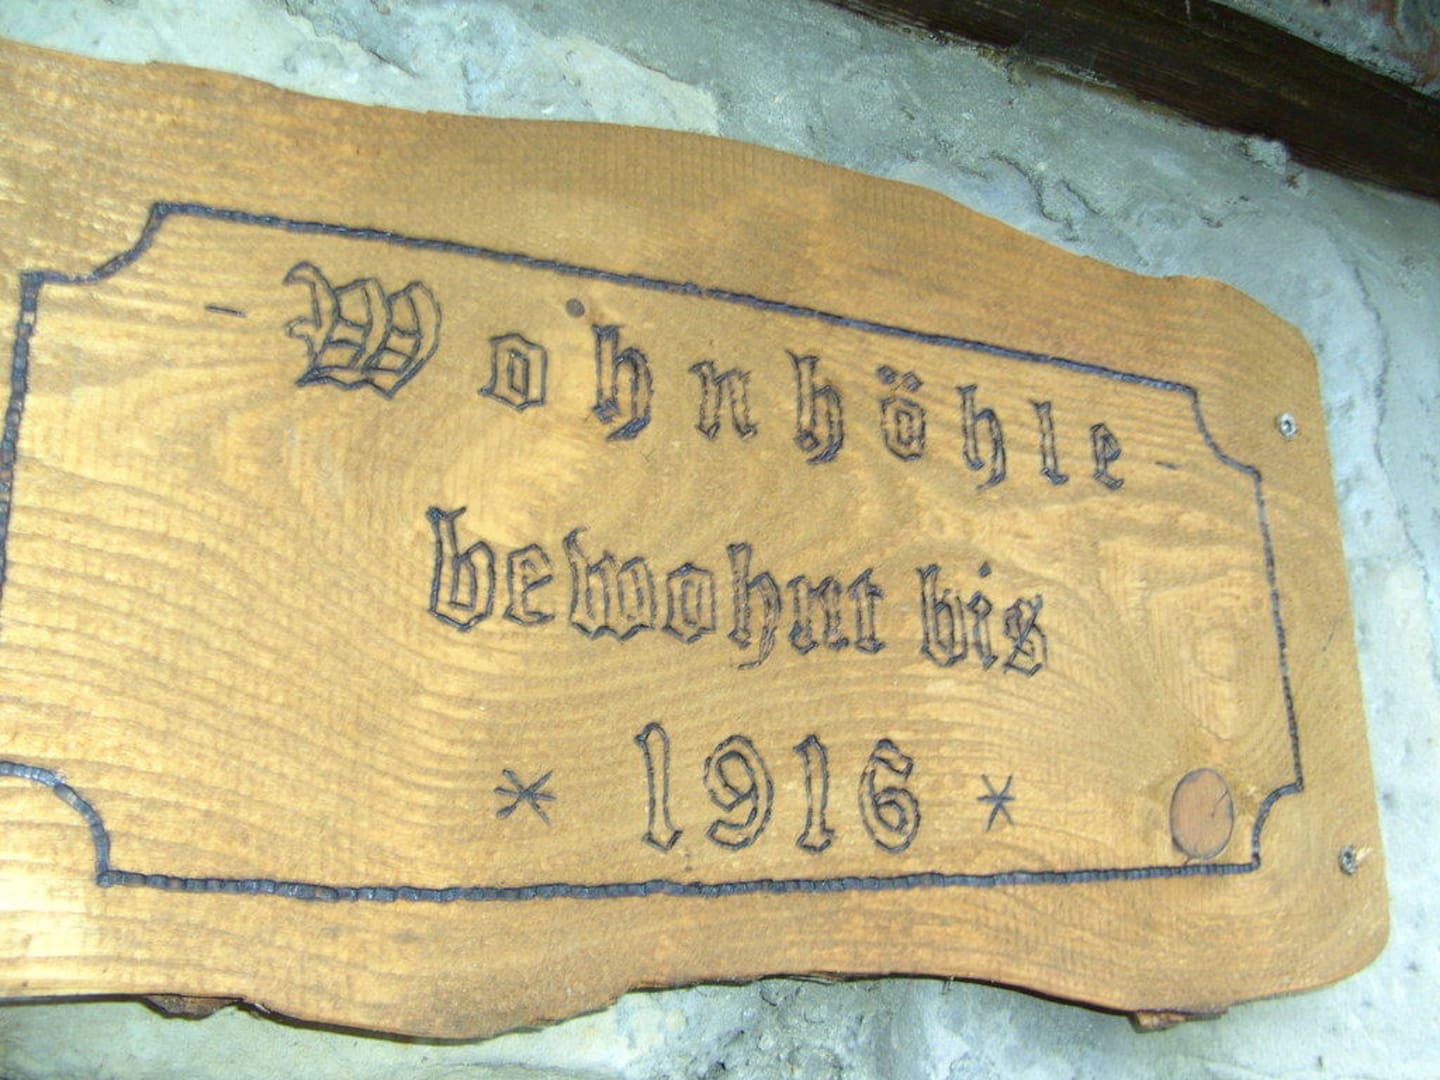 - Wohnhöhle -
bewohnt bis
* 1916 *